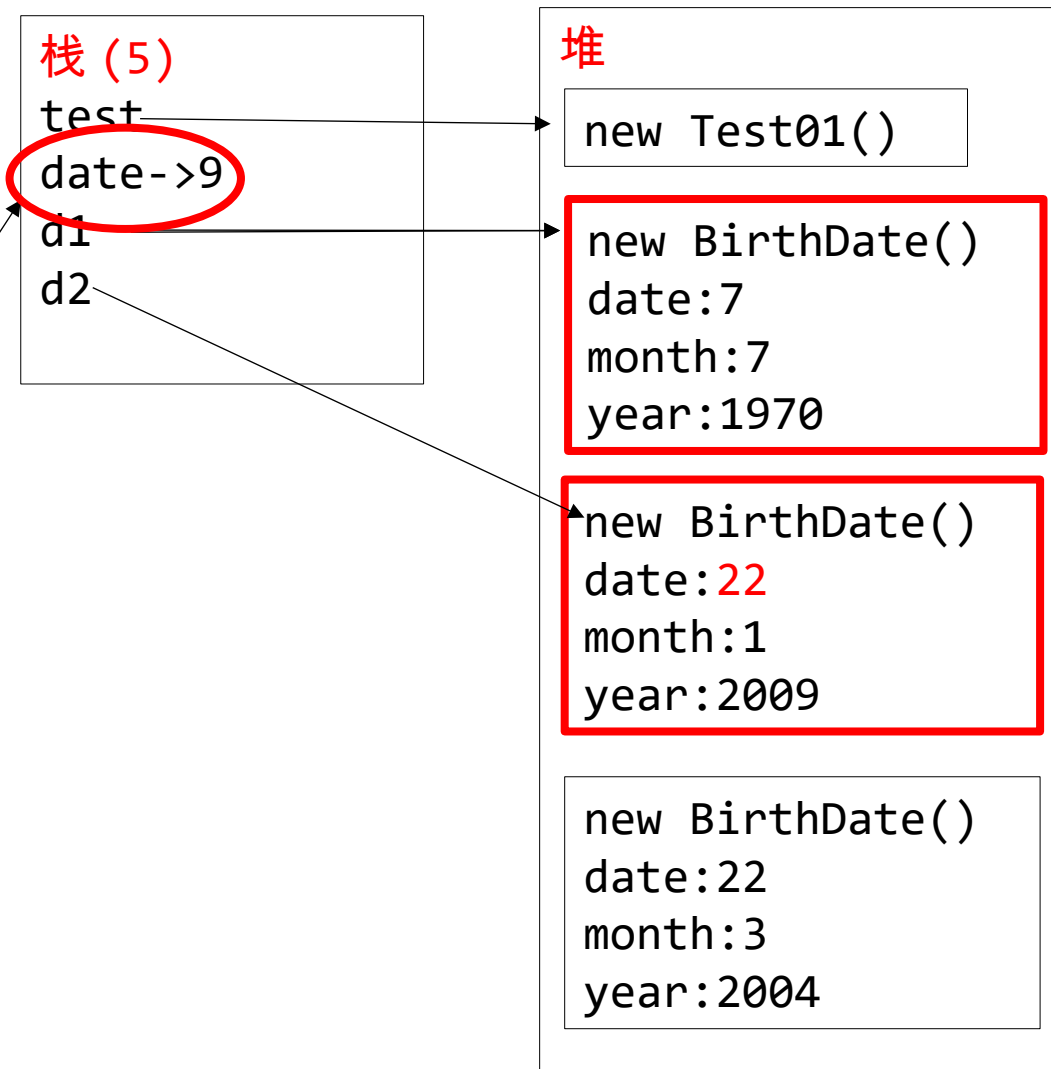 栈(5)
test
date->9
d1
d2
堆
new Test01()
new BirthDate()
date:7
month:7
year:1970
new BirthDate()
date:22
month:1
year:2009
new BirthDate()
date:22
month:3
year:2004